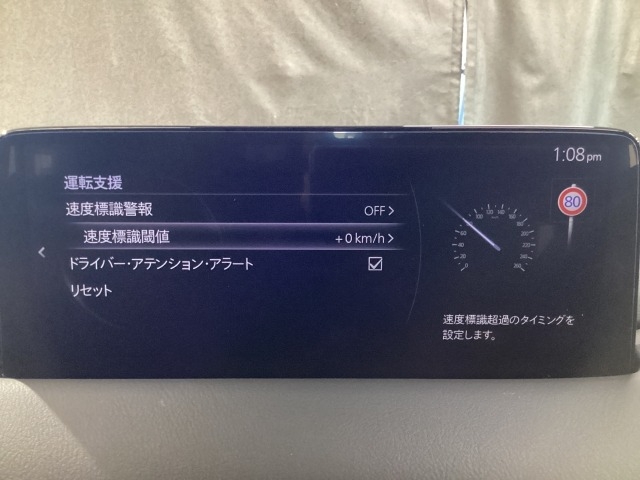 1:08 pm
運転支援
速度標識警報 OFF
速度標識閾値 +0 km/h
ドライバー・アテンション・アラート
リセット
80
速度標識超過のタイミングを
設定します。